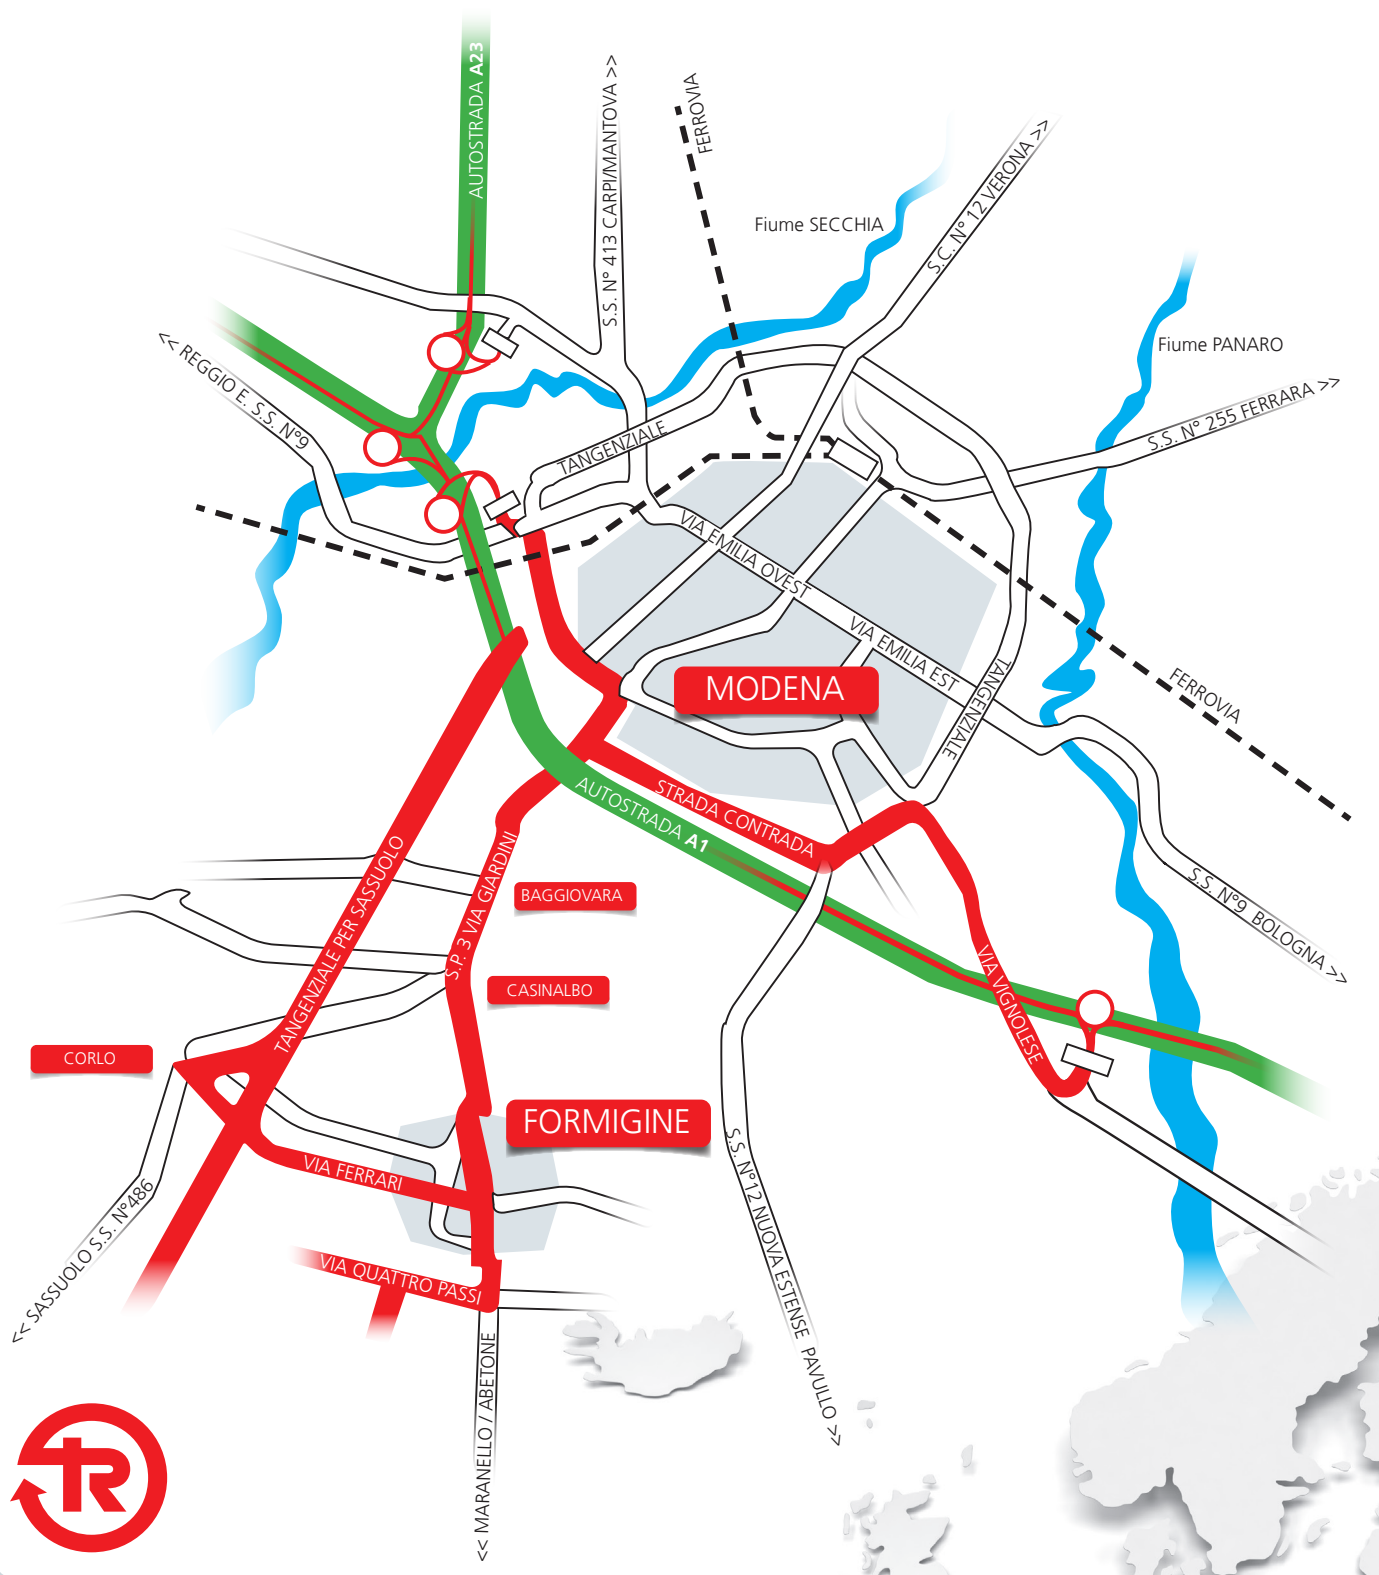 AUTOSTRADA A23
S.S. N° 413 CARPI/MANTOVA >>
FERROVIA
S.C. N° 12 VERONA >>
Fiume SECCHIA
Fiume PANARO
<< REGGIO E. S.S. N°9
S.S. N° 255 FERRARA >>
TANGENZIALE
VIA EMILIA OVEST
VIA EMILIA EST
TANGENZIALE
FERROVIA
MODENA
AUTOSTRADA A1
STRADA CONTRADA
TANGENZIALE PER SASSUOLO
S.P. 3 VIA GIARDINI
BAGGIOVARA
S.S. N°9 BOLOGNA >>
CASINALBO
VIA VIGNOLESE
CORLO
FORMIGINE
VIA FERRARI
<< SASSUOLO S.S. N°486
S.S. N°12 NUOVA ESTENSE PAVULLO >>
VIA QUATTRO PASSI
<< MARANELLO / ABETONE
TR